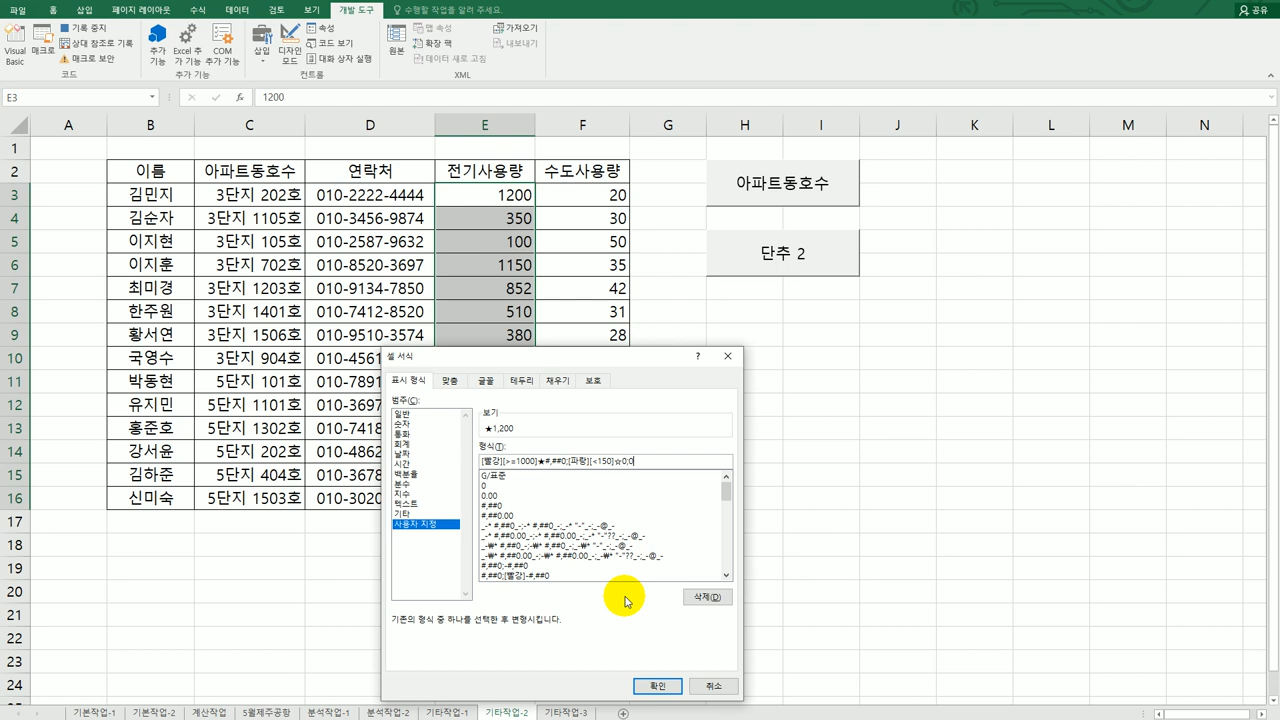 파일 홈 삽입 페이지 레이아웃 수식 데이터 검토 보기 개발 도구 수행할 작업을 알려 주세요. 공유
Visual Basic 매크로 기록 중지 상대 참조로 기록 매크로 보안 코드
추가 기능 Excel 추가 기능 COM 추가 기능 추가 기능
삽입 디자인 모드 속성 코드 보기 대화 상자 실행 컨트롤
원본 맵 속성 확장 팩 데이터 새로 고침 가져오기 내보내기 XML
E3 fx 1200
A B C D E F G H I J K L M N
1
2 이름 아파트동호수 연락처 전기사용량 수도사용량
3 김민지 3단지 202호 010-2222-4444 1200 20 아파트동호수
4 김순자 3단지 1105호 010-3456-9874 350 30
5 이지현 3단지 105호 010-2587-9632 100 50 단추 2
6 이지훈 3단지 702호 010-8520-3697 1150 35
7 최미경 3단지 1203호 010-9134-7850 852 42
8 한주원 3단지 1401호 010-7412-8520 510 31
9 황서연 3단지 1506호 010-9510-3574 380 28
10 국영수 3단지 904호 010-4561
11 박동현 5단지 101호 010-7891
12 유지민 5단지 1101호 010-3697
13 홍준호 5단지 1302호 010-7418
14 강서윤 5단지 202호 010-4862
15 김하준 5단지 404호 010-3678
16 신미숙 5단지 1503호 010-3020
17
18
19
20
21
22
23
24
셀 서식 ?
표시 형식 맞춤 글꼴 테두리 채우기 보호
범주(C):
일반
숫자
통화
회계
날짜
시간
백분율
분수
지수
텍스트
기타
사용자 지정
보기
★1,200
형식(T):
[빨강][>=1000]★#,##0;[파랑][<150]☆0;0
G/표준
0
0.00
#,##0
#,##0.00
_-* #,##0_-;-* #,##0_-;_-* "-"_-;_-@_-
_-* #,##0.00_-;-* #,##0.00_-;_-* "-"??_-;_-@_-
_-₩* #,##0_-;-₩* #,##0_-;_-₩* "-"_-;_-@_-
_-₩* #,##0.00_-;-₩* #,##0.00_-;_-₩* "-"??_-;_-@_-
#,##0;-#,##0
#,##0;[빨강]-#,##0
삭제(D)
기존의 형식 중 하나를 선택한 후 변형시킵니다.
확인 취소
기본작업-1 기본작업-2 계산작업 5월제주공항 분석작업-1 분석작업-2 기타작업-1 기타작업-2 기타작업-3